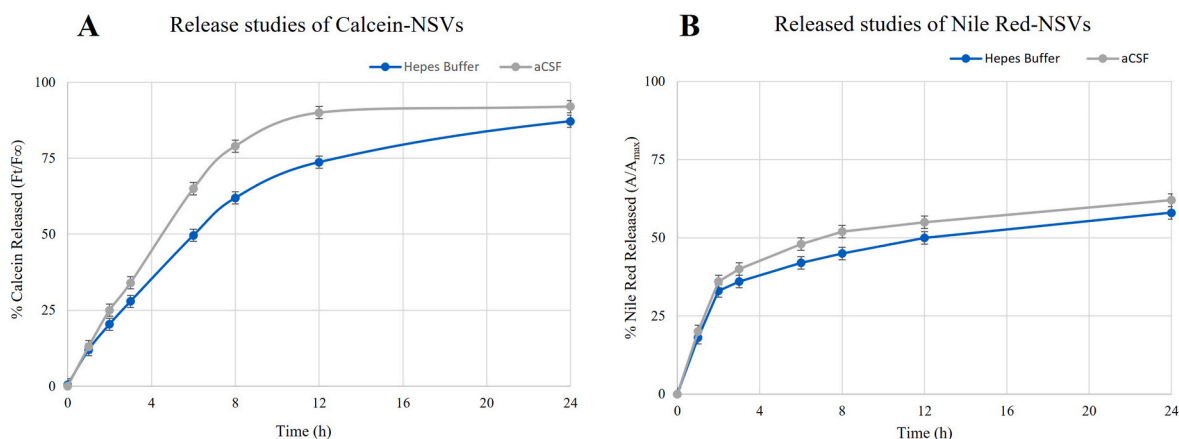 A
Release studies of Calcein-NSVs
Hepes Buffer
aCSF
% Calcein Released (Ft/F∞)
100
75
50
25
0
0 4 8 12 16 20 24
Time (h)
B
Released studies of Nile Red-NSVs
Hepes Buffer
aCSF
% Nile Red Released (A/Amax)
100
75
50
25
0
0 4 8 12 16 20 24
Time (h)